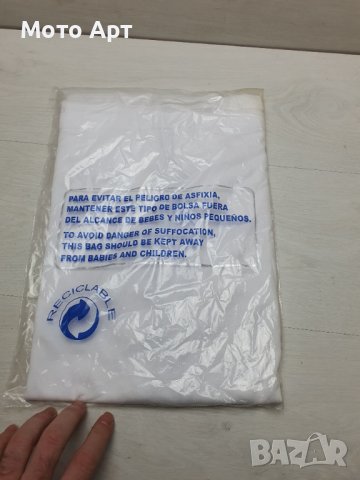 Мото Арт
PARA EVITAR EL PELIGRO DE ASFIXIA,
MANTENER ESTE TIPO DE BOLSA FUERA
DEL ALCANCE DE BEBES Y NIÑOS PEQUEÑOS.
TO AVOID DANGER OF SUFFOCATION,
THIS BAG SHOULD BE KEPT AWAY
FROM BABIES AND CHILDREN.
RECICLABLE
BAZAR